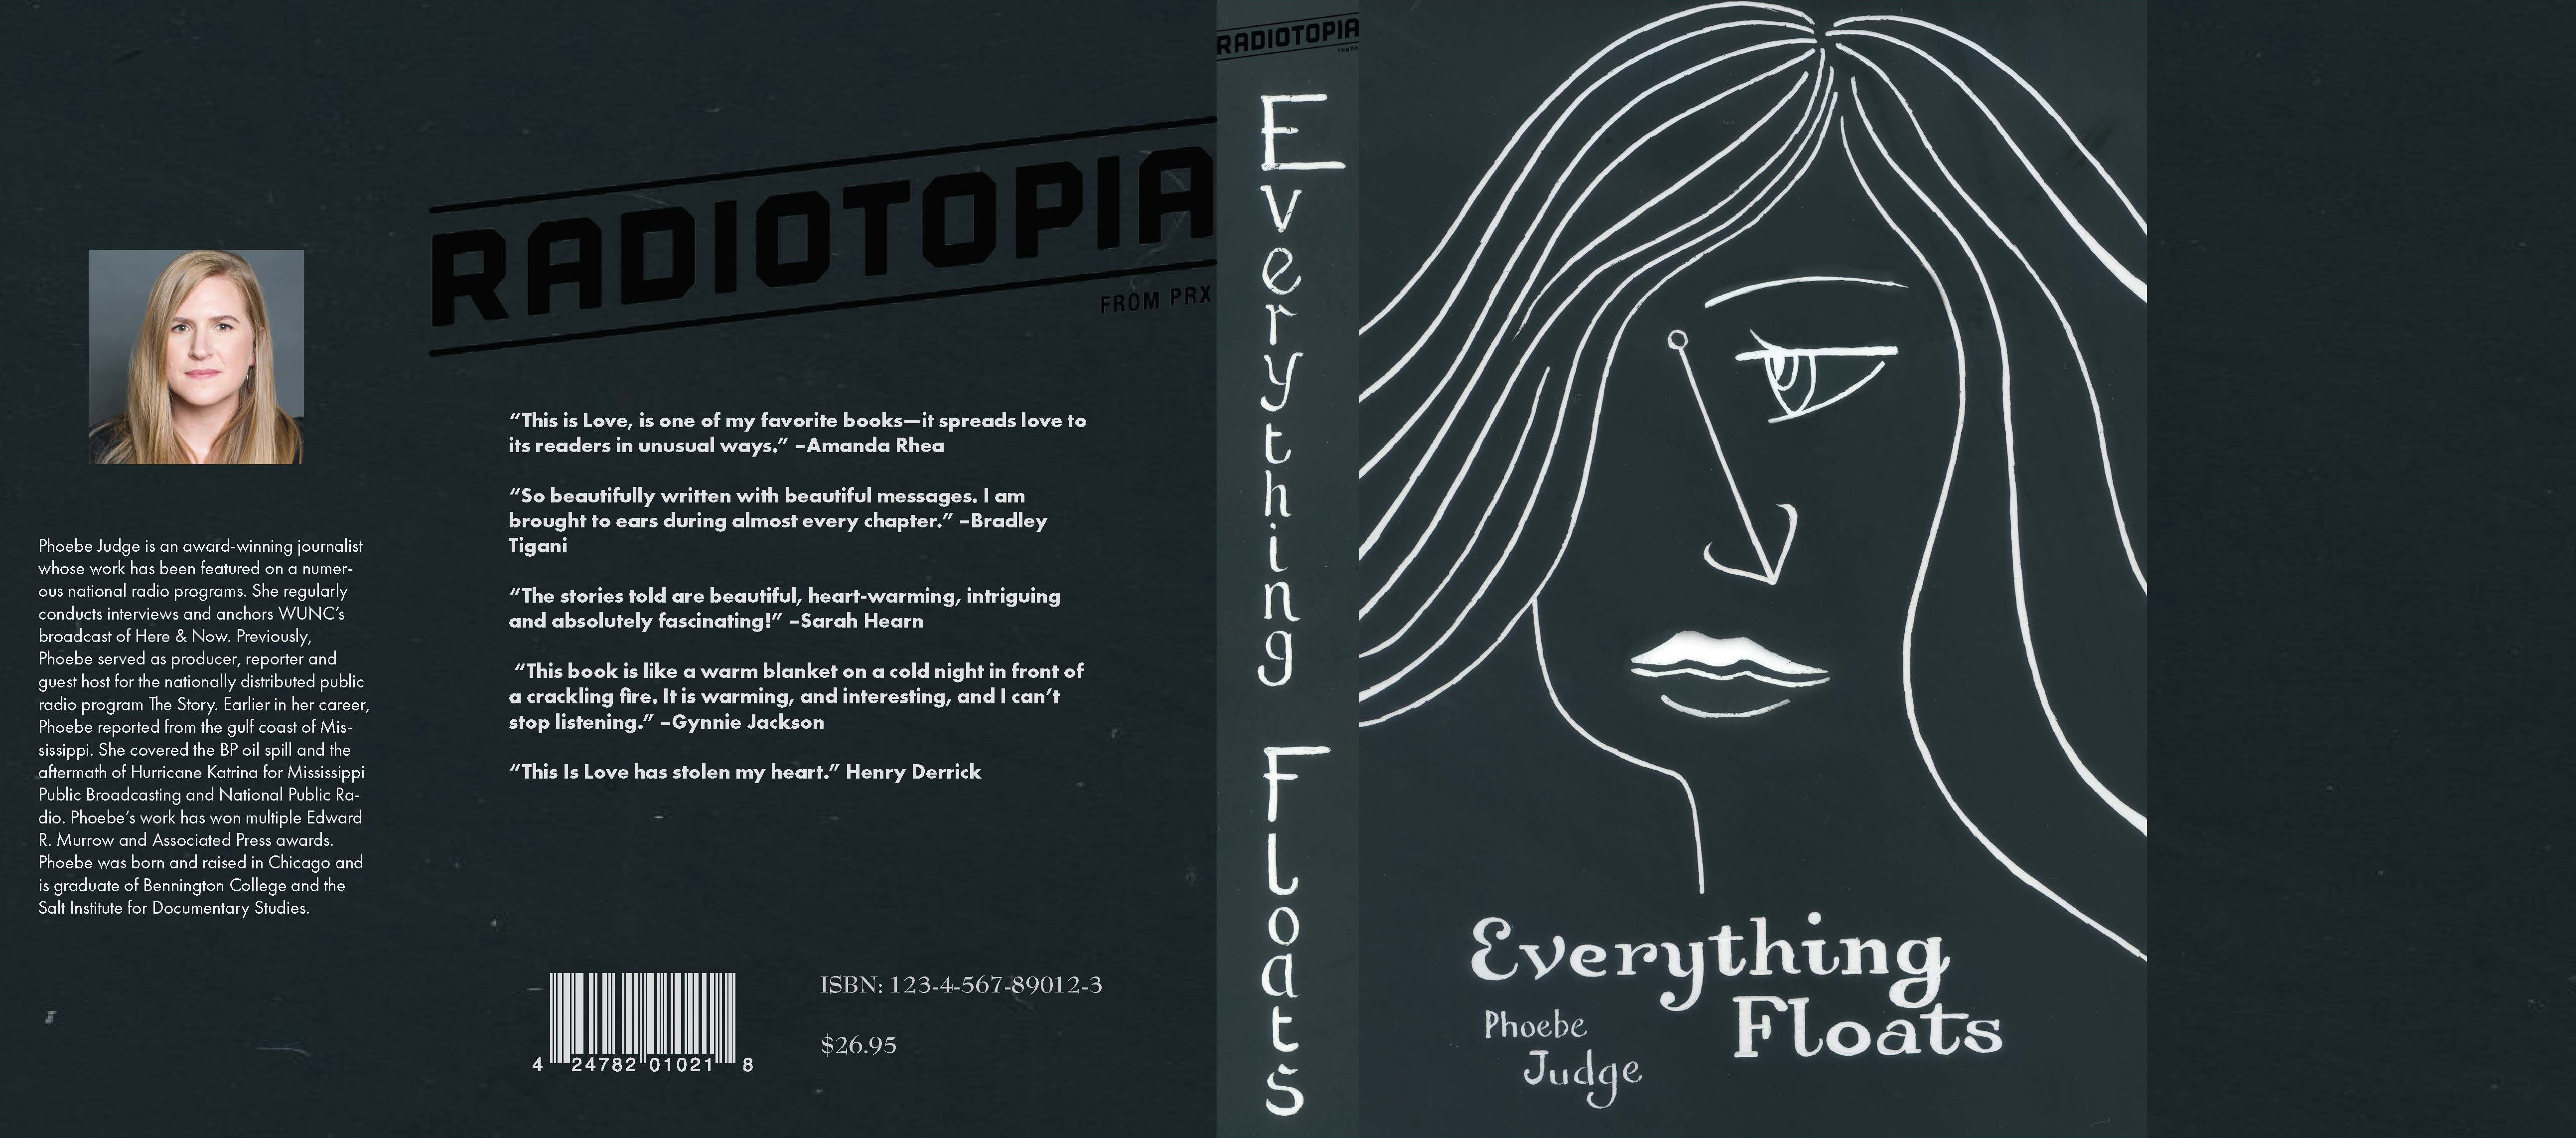 Phoebe Judge is an award-winning journalist
whose work has been featured on a numer-
ous national radio programs. She regularly
conducts interviews and anchors WUNC's
broadcast of Here & Now. Previously,
Phoebe served as producer, reporter and
guest host for the nationally distributed public
radio program The Story. Earlier in her career,
Phoebe reported from the gulf coast of Mis-
sissippi. She covered the BP oil spill and the
aftermath of Hurricane Katrina for Mississippi
Public Broadcasting and National Public Ra-
dio. Phoebe's work has won multiple Edward
R. Murrow and Associated Press awards.
Phoebe was born and raised in Chicago and
is graduate of Bennington College and the
Salt Institute for Documentary Studies.
RADIOTOPIA
FROM PRX
“This is Love, is one of my favorite books—it spreads love to
its readers in unusual ways.” –Amanda Rhea
“So beautifully written with beautiful messages. I am
brought to ears during almost every chapter.” –Bradley
Tigani
“The stories told are beautiful, heart-warming, intriguing
and absolutely fascinating!” –Sarah Hearn
“This book is like a warm blanket on a cold night in front of
a crackling fire. It is warming, and interesting, and I can’t
stop listening.” –Gynnie Jackson
“This Is Love has stolen my heart.” Henry Derrick
4 24782 01021 8
ISBN: 123-4-567-89012-3
$26.95
RADIOTOPIA
FROM PRX
Everything Floats
Everything
Floats
Phoebe
Judge